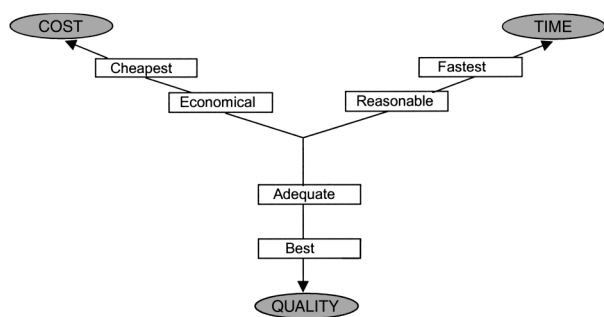 COST
TIME
Cheapest
Fastest
Economical
Reasonable
Adequate
Best
QUALITY